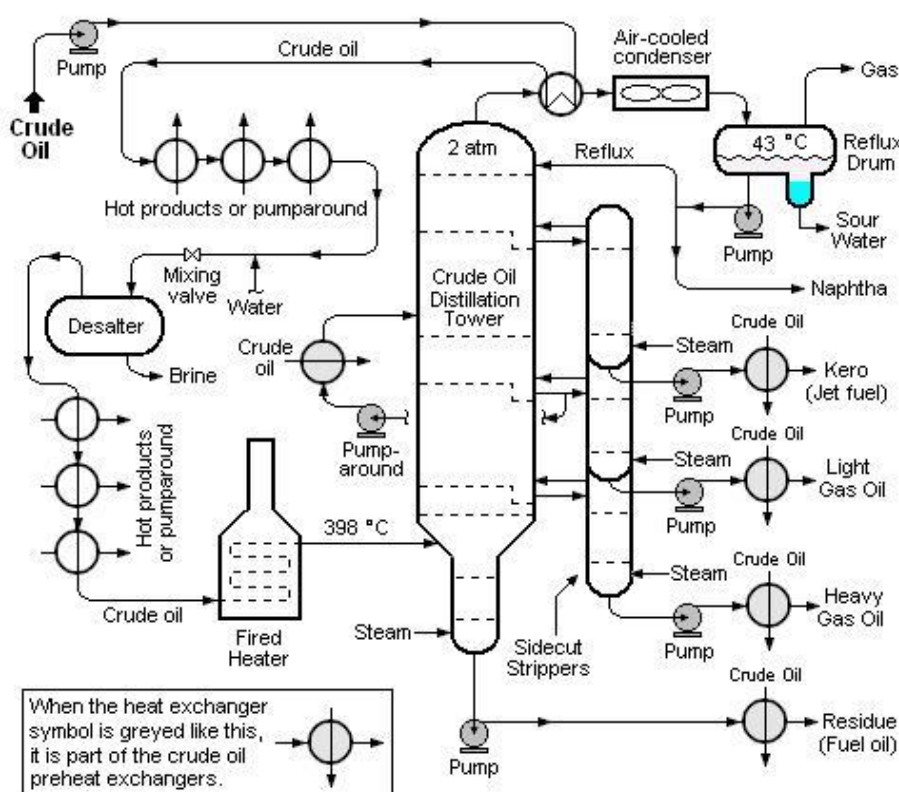 Pump
Crude oil
Air-cooled
condenser
Gas
Crude
Oil
2 atm
43 °C
Reflux
Drum
Reflux
Hot products or pumparound
Pump
Sour
Water
Mixing
valve
Water
Crude Oil
Distillation
Tower
Naphtha
Desalter
Crude
oil
Steam
Crude Oil
Brine
Pump
Kero
(Jet fuel)
Pump-
around
Hot products
or pumparound
Steam
Crude Oil
Pump
Light
Gas Oil
398 °C
Steam
Crude Oil
Crude oil
Heavy
Gas Oil
Fired
Heater
Steam
Sidecut
Strippers
Pump
Crude Oil
When the heat exchanger
symbol is greyed like this,
it is part of the crude oil
preheat exchangers.
Pump
Residue
(Fuel oil)